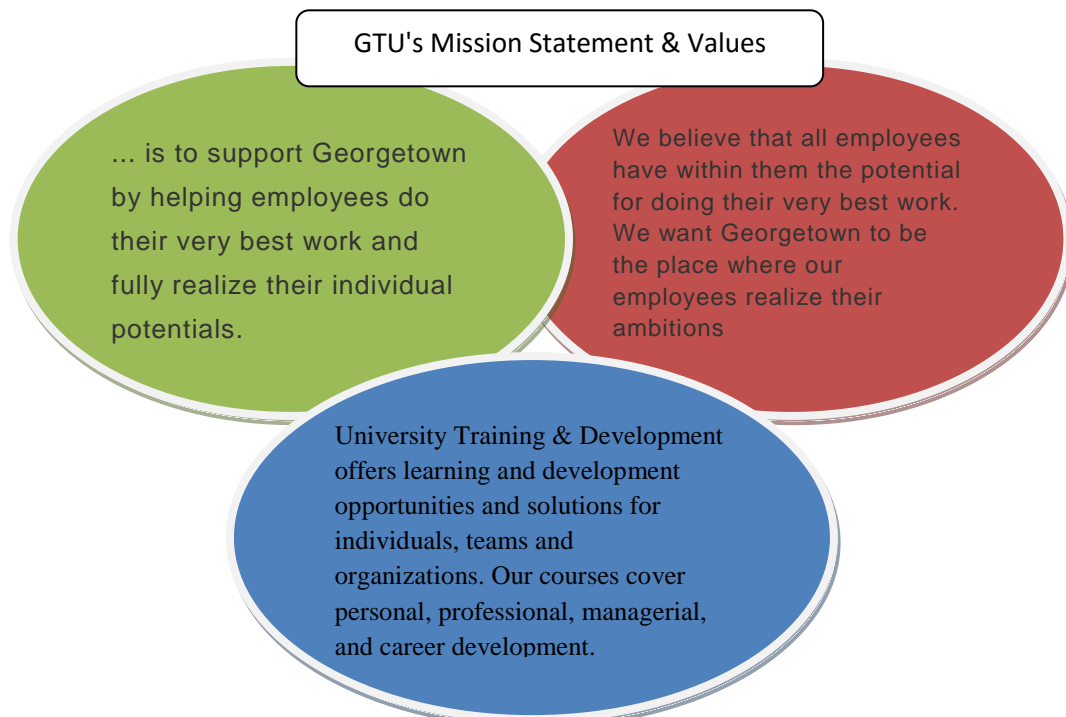 GTU's Mission Statement & Values
... is to support Georgetown
by helping employees do
their very best work and
fully realize their individual
potentials.
We believe that all employees
have within them the potential
for doing their very best work.
We want Georgetown to be
the place where our
employees realize their
ambitions
University Training & Development
offers learning and development
opportunities and solutions for
individuals, teams and
organizations. Our courses cover
personal, professional, managerial,
and career development.